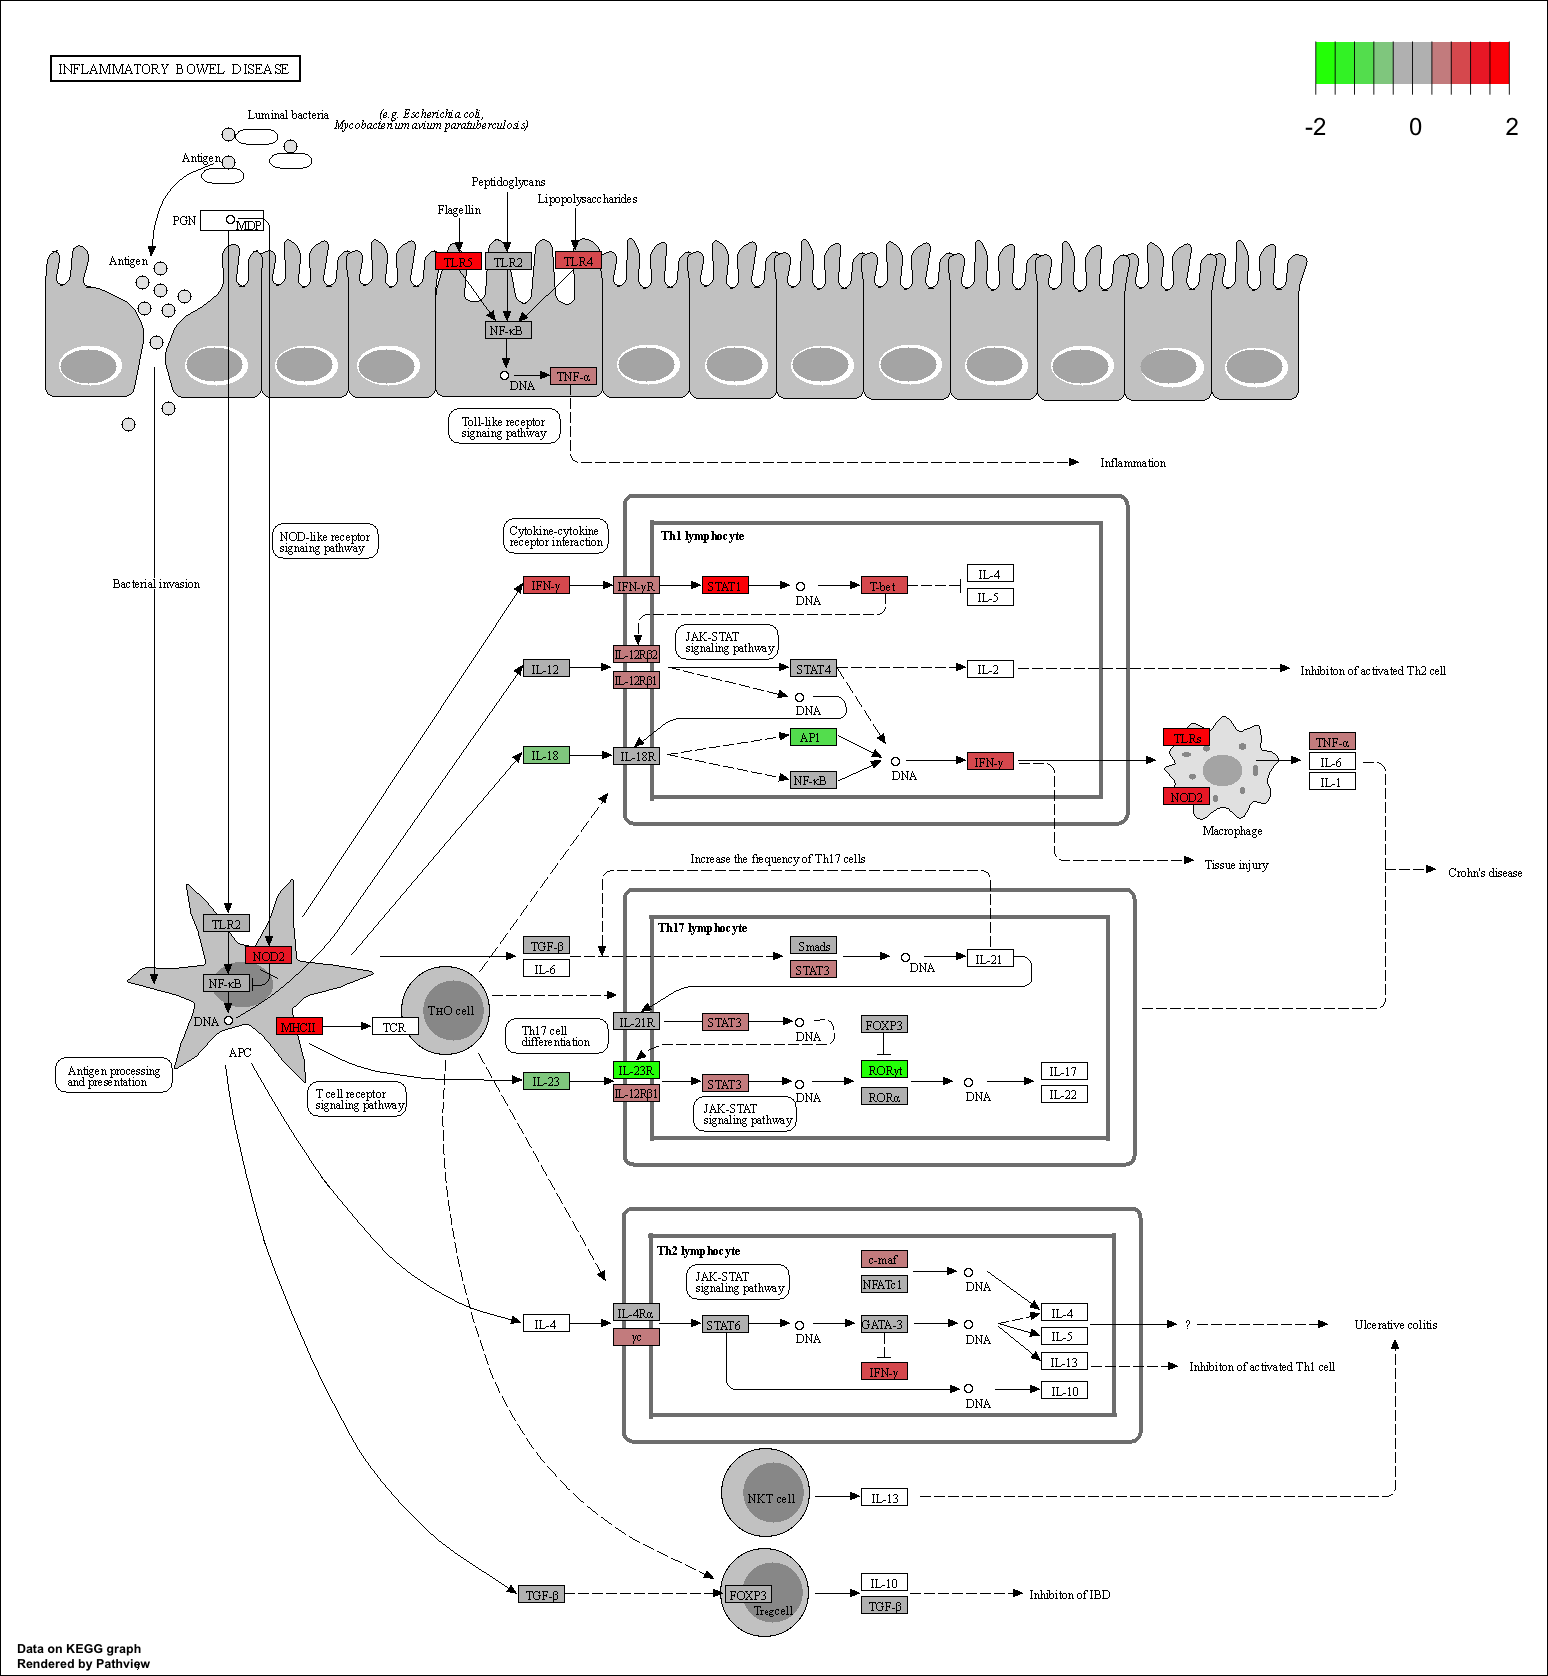 INFLAMMATORY BOWEL DISEASE
-2
0
2
Luminal bacteria
(e.g. Escherichia coli,
Mycobacterium avium paratuberculosis)
Antigen
PGN
MDP
Antigen
Peptidoglycans
Flagellin
Lipopolysaccharides
TLR5
TLR2
TLR4
NF-κB
DNA
TNF-α
Toll-like receptor
signaing pathway
Inflammation
NOD-like receptor
signaing pathway
Cytokine-cytokine
receptor interaction
Bacterial invasion
Th1 lymphocyte
IFN-γ
IFN-γR
STAT1
DNA
T-bet
IL-4
IL-5
JAK-STAT
signaling pathway
IL-12
IL-12Rβ2
IL-12Rβ1
STAT4
IL-2
Inhibiton of activated Th2 cell
DNA
IL-18
IL-18R
AP1
NF-κB
DNA
IFN-γ
TLRs
NOD2
Macrophage
TNF-α
IL-6
IL-1
Tissue injury
Crohn's disease
Increase the frequency of Th17 cells
TLR2
NOD2
NF-κB
DNA
MHCII
TCR
TH0 cell
APC
Antigen processing
and presentation
T cell receptor
signaling pathway
Th17 lymphocyte
TGF-β
IL-6
Smads
STAT3
DNA
IL-21
Th17 cell
differentiation
IL-21R
STAT3
DNA
FOXP3
IL-23
IL-23R
IL-12Rβ1
STAT3
DNA
RORγt
RORα
DNA
IL-17
IL-22
JAK-STAT
signaling pathway
Th2 lymphocyte
JAK-STAT
signaling pathway
c-maf
NFATc1
DNA
IL-4
IL-4Rα
γc
STAT6
DNA
GATA-3
DNA
IFN-γ
IL-4
IL-5
IL-13
IL-10
DNA
?
Ulcerative colitis
Inhibiton of activated Th1 cell
NKT cell
IL-13
TGF-β
FOXP3
Treg cell
IL-10
TGF-β
Inhibiton of IBD
Data on KEGG graph
Rendered by Pathview